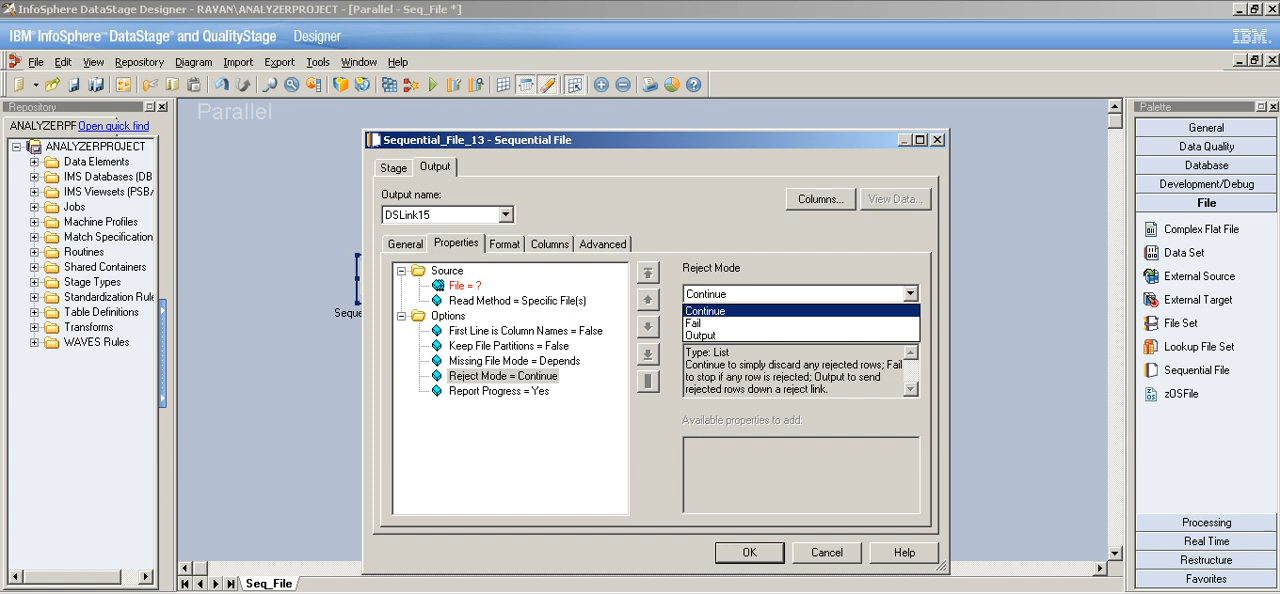 InfoSphere DataStage Designer - RAVAN\ANALYZERPROJECT - [Parallel - Seq_File *]
IBM® InfoSphere™ DataStage® and QualityStage Designer
IBM.
File Edit View Repository Diagram Import Export Tools Window Help
Repository
ANALYZERPF Open quick find
ANALYZERPROJECT
Data Elements
IMS Databases (DB
IMS Viewsets (PSB/
Jobs
Machine Profiles
Match Specification
Routines
Shared Containers
Stage Types
Standardization Rule
Table Definitions
Transforms
WAVES Rules
Parallel
Seque
Sequential_File_13 - Sequential File
Stage Output
Output name:
DSLink15
Columns... View Data...
General Properties Format Columns Advanced
Source
File = ?
Read Method = Specific File(s)
Options
First Line is Column Names = False
Keep File Partitions = False
Missing File Mode = Depends
Reject Mode = Continue
Report Progress = Yes
Reject Mode
Continue
Continue
Fail
Output
Type: List
Continue to simply discard any rejected rows; Fail
to stop if any row is rejected; Output to send
rejected rows down a reject link.
Available properties to add:
OK Cancel Help
Seq_File
Palette
General
Data Quality
Database
Development/Debug
File
Complex Flat File
Data Set
External Source
External Target
File Set
Lookup File Set
Sequential File
zOSFile
Processing
Real Time
Restructure
Favorites